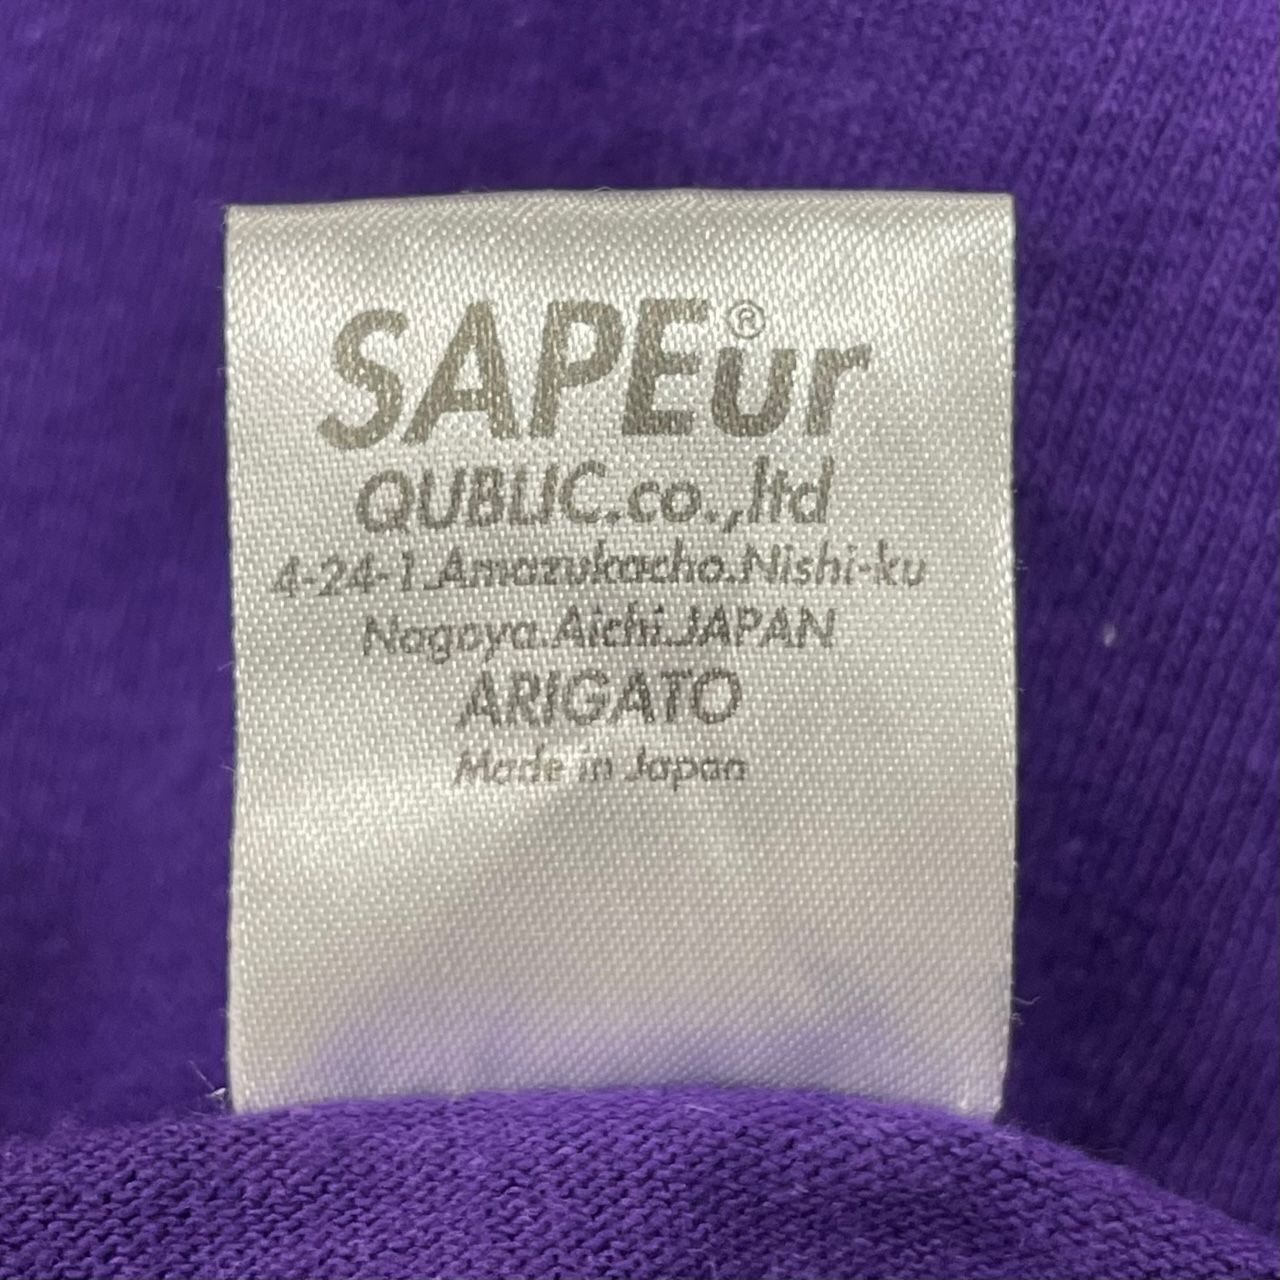 SAPEur®
QUBLIC.co.,ltd
4-24-1.Amazukacho.Nishi-ku
Nagoya.Aichi.JAPAN
ARIGATO
Made in Japan